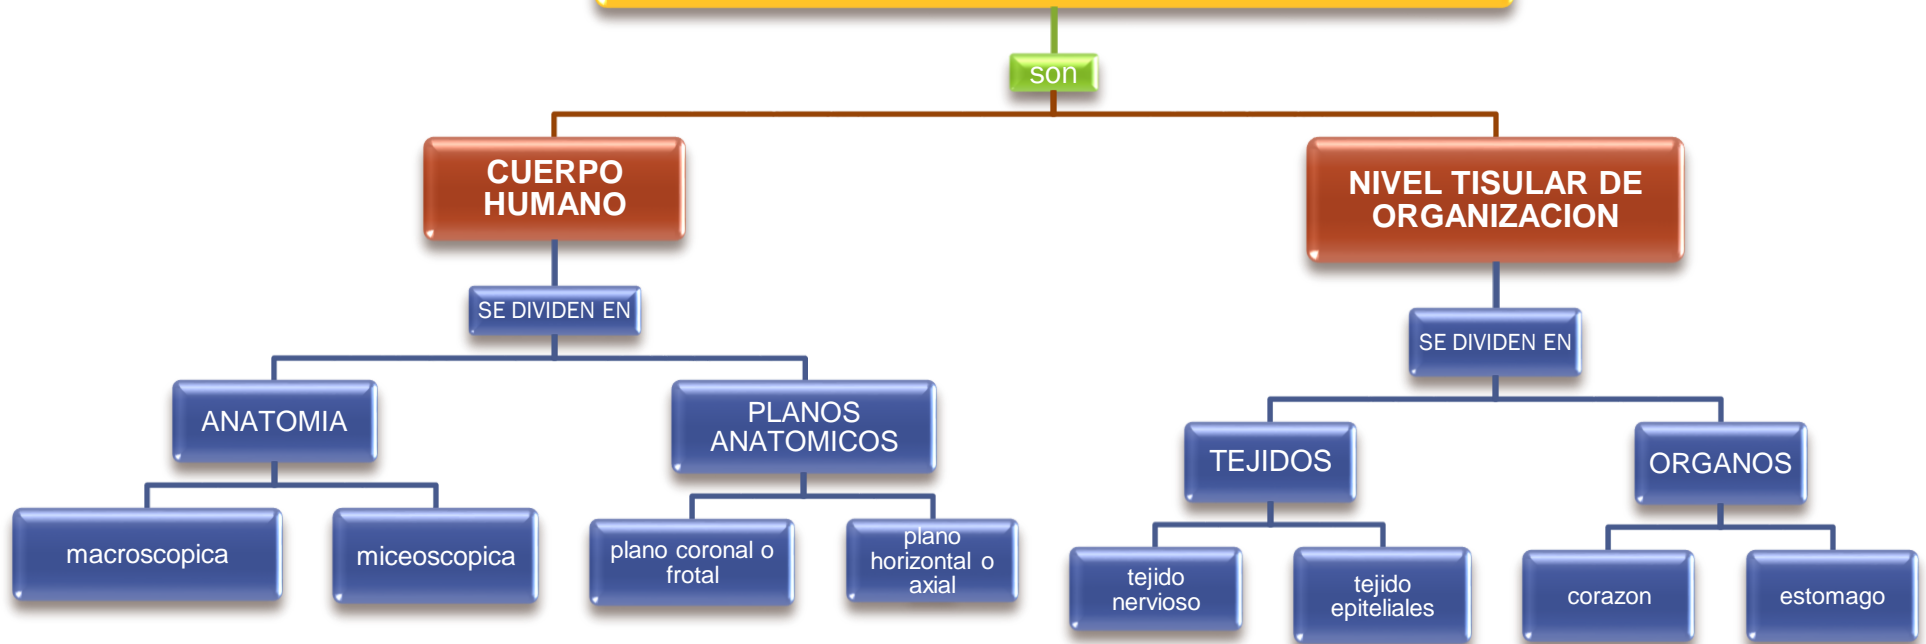 son
CUERPO
HUMANO
NIVEL TISULAR DE
ORGANIZACION
SE DIVIDEN EN
SE DIVIDEN EN
ANATOMIA
PLANOS
ANATOMICOS
TEJIDOS
ORGANOS
macroscopica
miceoscopica
plano coronal o
frotal
plano
horizontal o
axial
tejido
nervioso
tejido
epiteliales
corazon
estomago